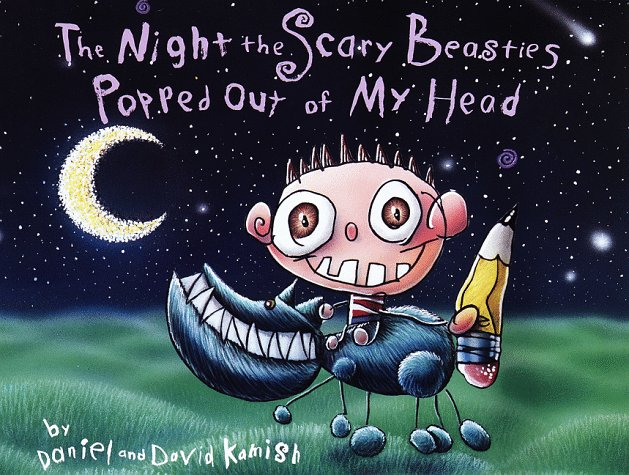 The Night the Scary Beasties
Popped Out of My Head
by
Daniel and David Kamish